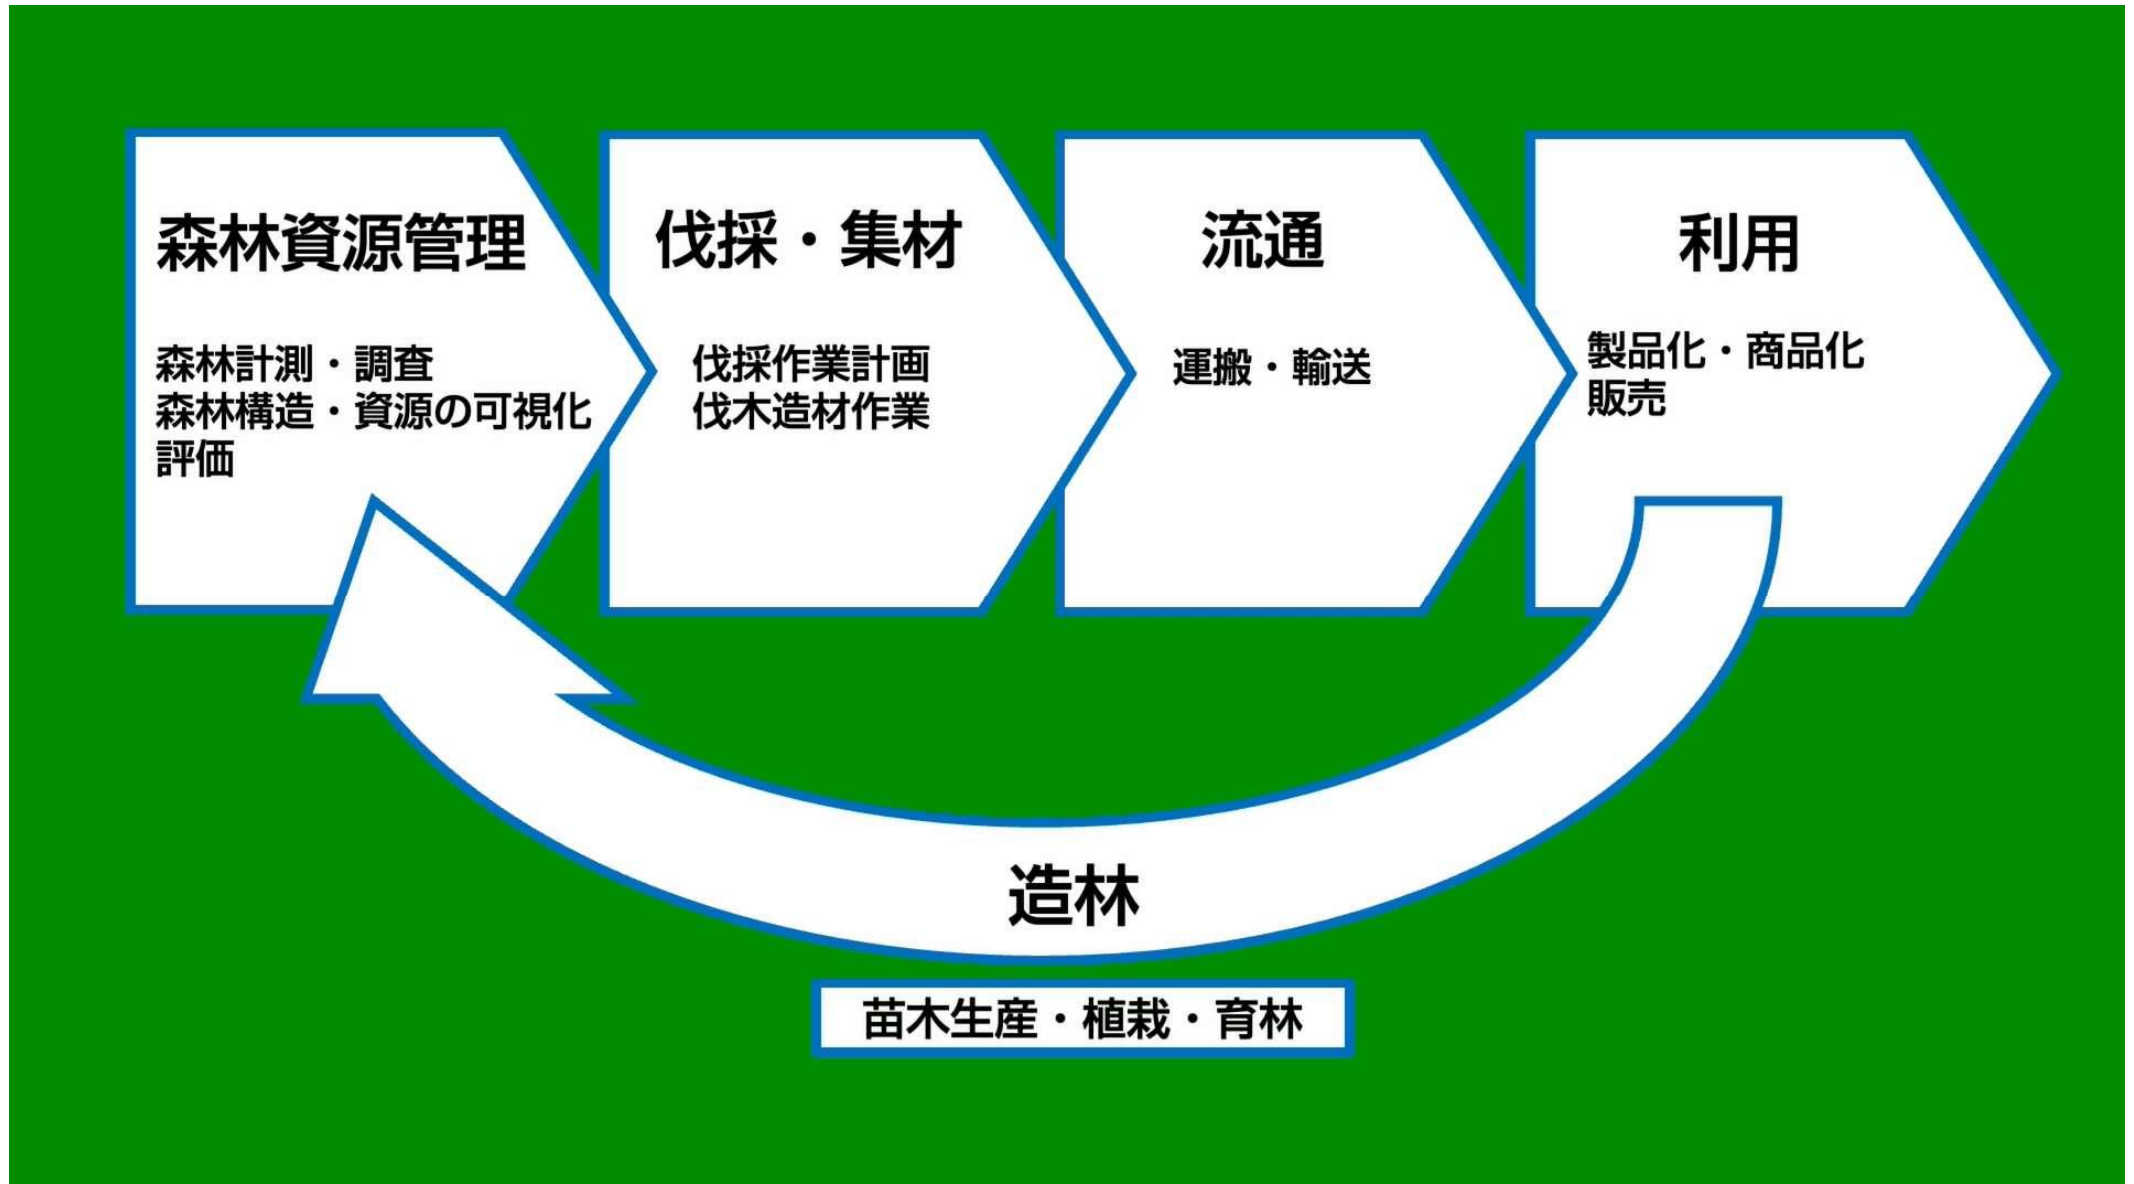 森林資源管理
森林計測・調査
森林構造・資源の可視化
評価
伐採・集材
伐採作業計画
伐木造材作業
流通
運搬・輸送
利用
製品化・商品化
販売
造林
苗木生産・植栽・育林